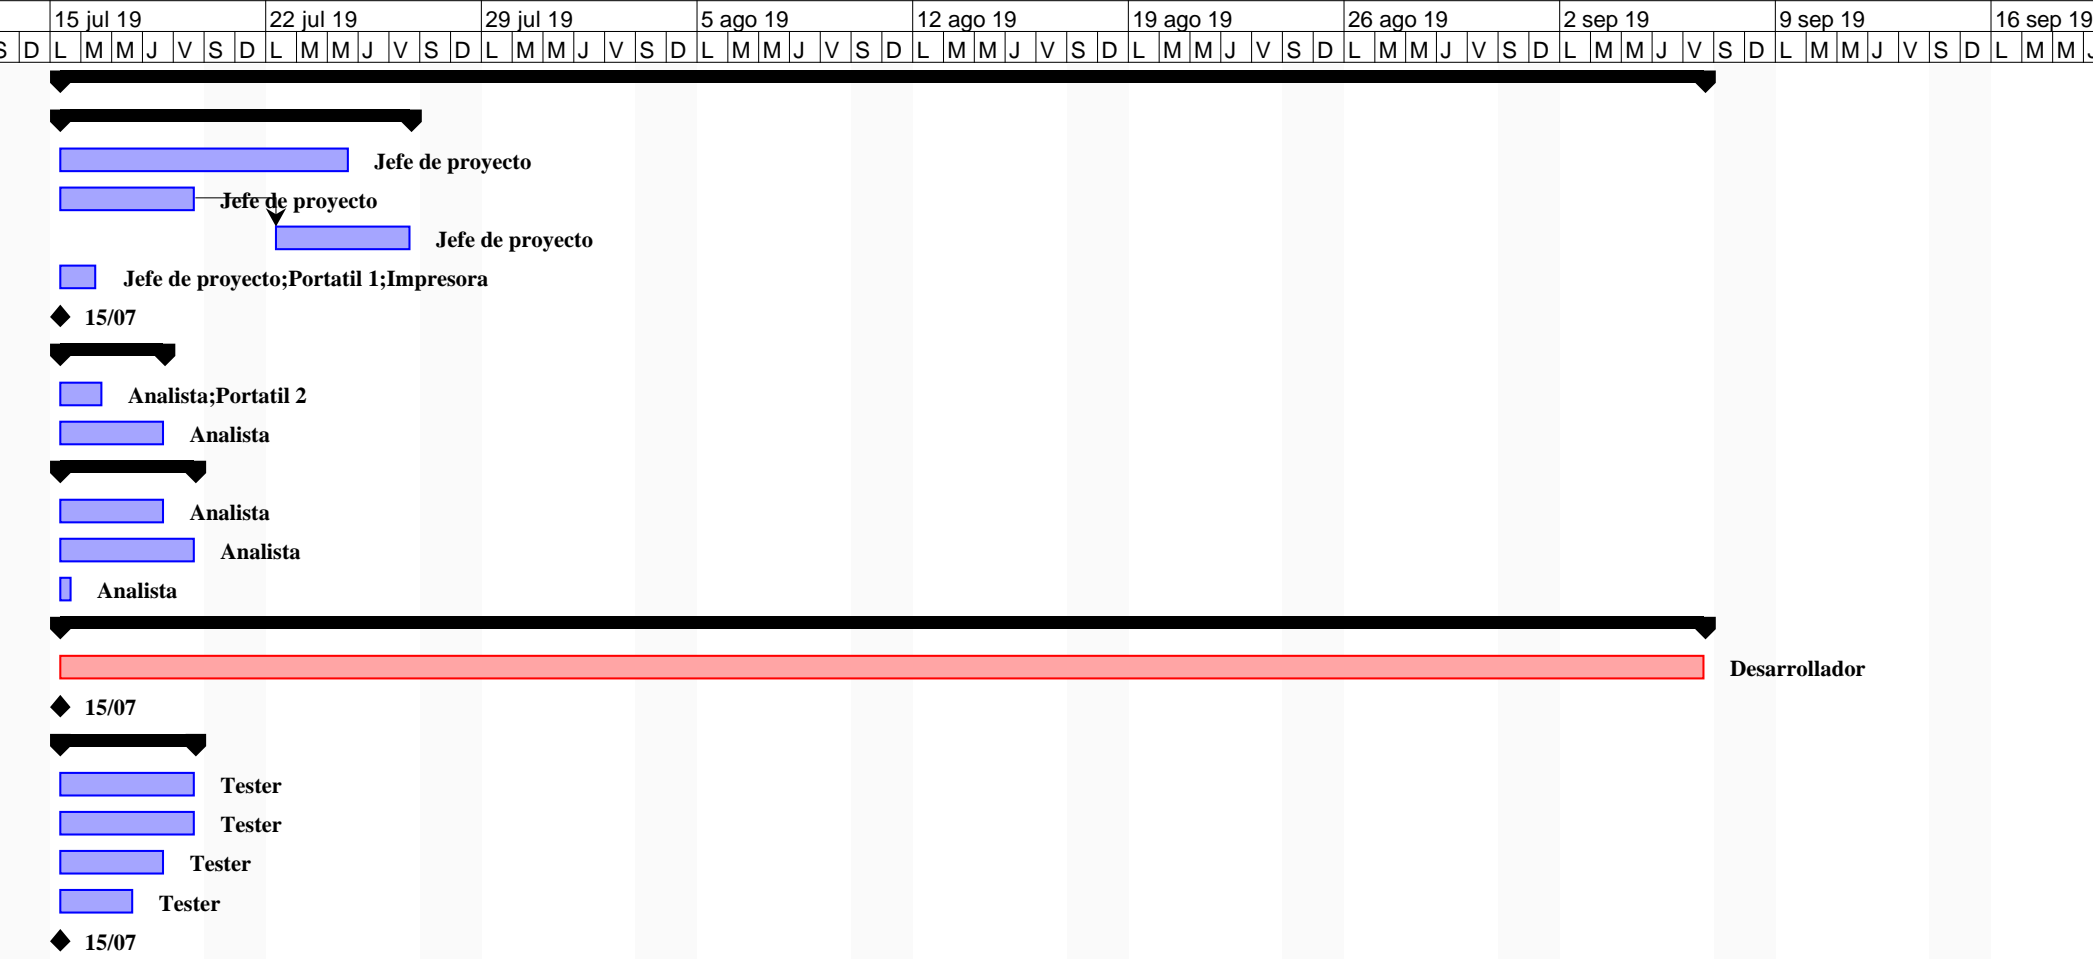 15 jul 19 22 jul 19 29 jul 19 5 ago 19 12 ago 19 19 ago 19 26 ago 19 2 sep 19 9 sep 19 16 sep 19
S D L M M J V S D L M M J V S D L M M J V S D L M M J V S D L M M J V S D L M M J V S D L M M J V S D L M M J V S D L M M J V S D L M M J
Jefe de proyecto
Jefe de proyecto
Jefe de proyecto
Jefe de proyecto;Portatil 1;Impresora
15/07
Analista;Portatil 2
Analista
Analista
Analista
Analista
Desarrollador
15/07
Tester
Tester
Tester
Tester
15/07